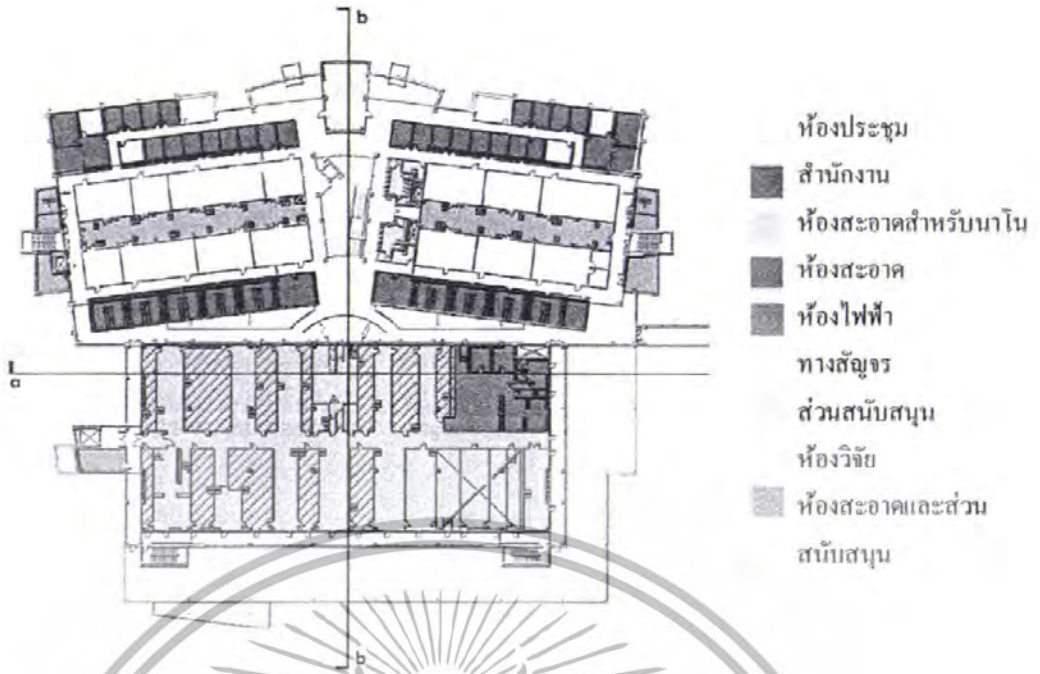 b
ห้องประชุม
สำนักงาน
ห้องสะอาดสำหรับนาโน
ห้องสะอาด
ห้องไฟฟ้า
a
ทางสัญจร
ส่วนสนับสนุน
ห้องวิจัย
ห้องสะอาดและส่วน
สนับสนุน
b